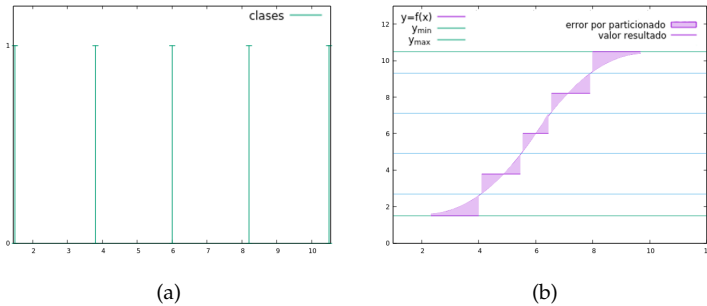 clases
1
0
2 3 4 5 6 7 8 9 10
(a)
y=f(x)
ymin
ymax
error por particionado
valor resultado
12
10
8
6
4
2
0
2 4 6 8 10 12
(b)